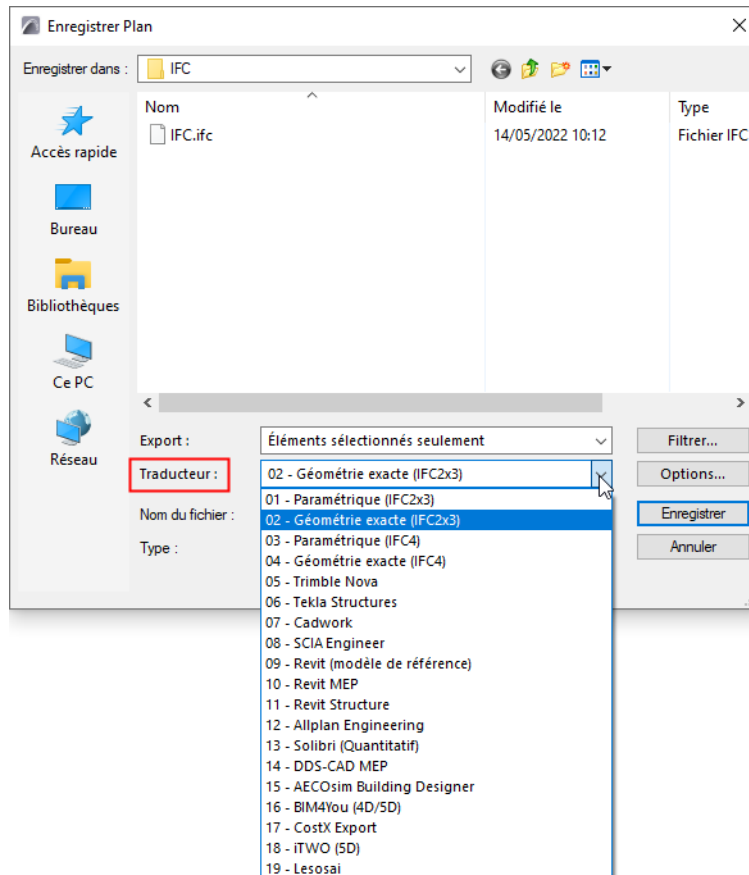 Enregistrer Plan
Enregistrer dans : IFC
Nom Modifié le Type
IFC.ifc 14/05/2022 10:12 Fichier IFC
Accès rapide
Bureau
Bibliothèques
Ce PC
Réseau
Export : Éléments sélectionnés seulement Filtrer...
Traducteur : 02 - Géométrie exacte (IFC2x3) Options...
Nom du fichier : Enregistrer
Type : Annuler
01 - Paramétrique (IFC2x3)
02 - Géométrie exacte (IFC2x3)
03 - Paramétrique (IFC4)
04 - Géométrie exacte (IFC4)
05 - Trimble Nova
06 - Tekla Structures
07 - Cadwork
08 - SCIA Engineer
09 - Revit (modèle de référence)
10 - Revit MEP
11 - Revit Structure
12 - Allplan Engineering
13 - Solibri (Quantitatif)
14 - DDS-CAD MEP
15 - AECOsim Building Designer
16 - BIM4You (4D/5D)
17 - CostX Export
18 - iTWO (5D)
19 - Lesosai